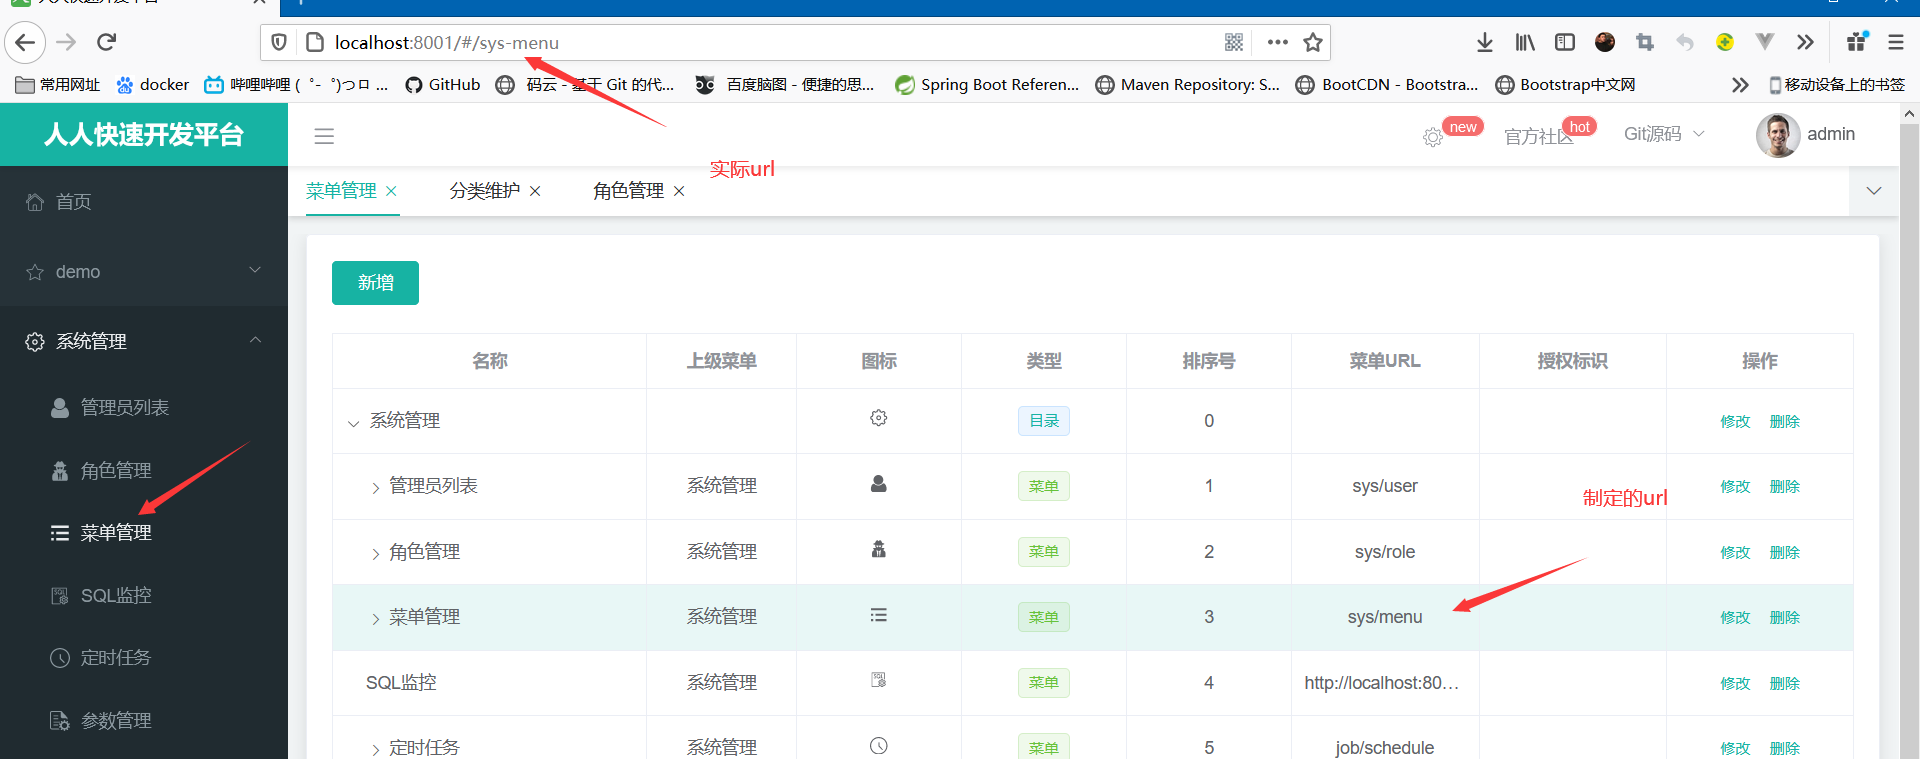 人人快速开发平台
localhost:8001/#/sys-menu
常用网址 docker 哔哩哔哩 ( ゜- ゜)つロ ... GitHub 码云 - 基于 Git 的代... 百度脑图 - 便捷的思... Spring Boot Referen... Maven Repository: S... BootCDN - Bootstra... Bootstrap中文网 移动设备上的书签
人人快速开发平台
new 官方社区 hot Git源码 admin
实际url
菜单管理 分类维护 角色管理
首页
demo
系统管理
管理员列表
角色管理
菜单管理
SQL监控
定时任务
参数管理
新增
名称 上级菜单 图标 类型 排序号 菜单URL 授权标识 操作
系统管理 目录 0 修改 删除
管理员列表 系统管理 菜单 1 sys/user 修改 删除
制定的url
角色管理 系统管理 菜单 2 sys/role 修改 删除
菜单管理 系统管理 菜单 3 sys/menu 修改 删除
SQL监控 系统管理 菜单 4 http://localhost:80... 修改 删除
定时任务 系统管理 菜单 5 job/schedule 修改 删除